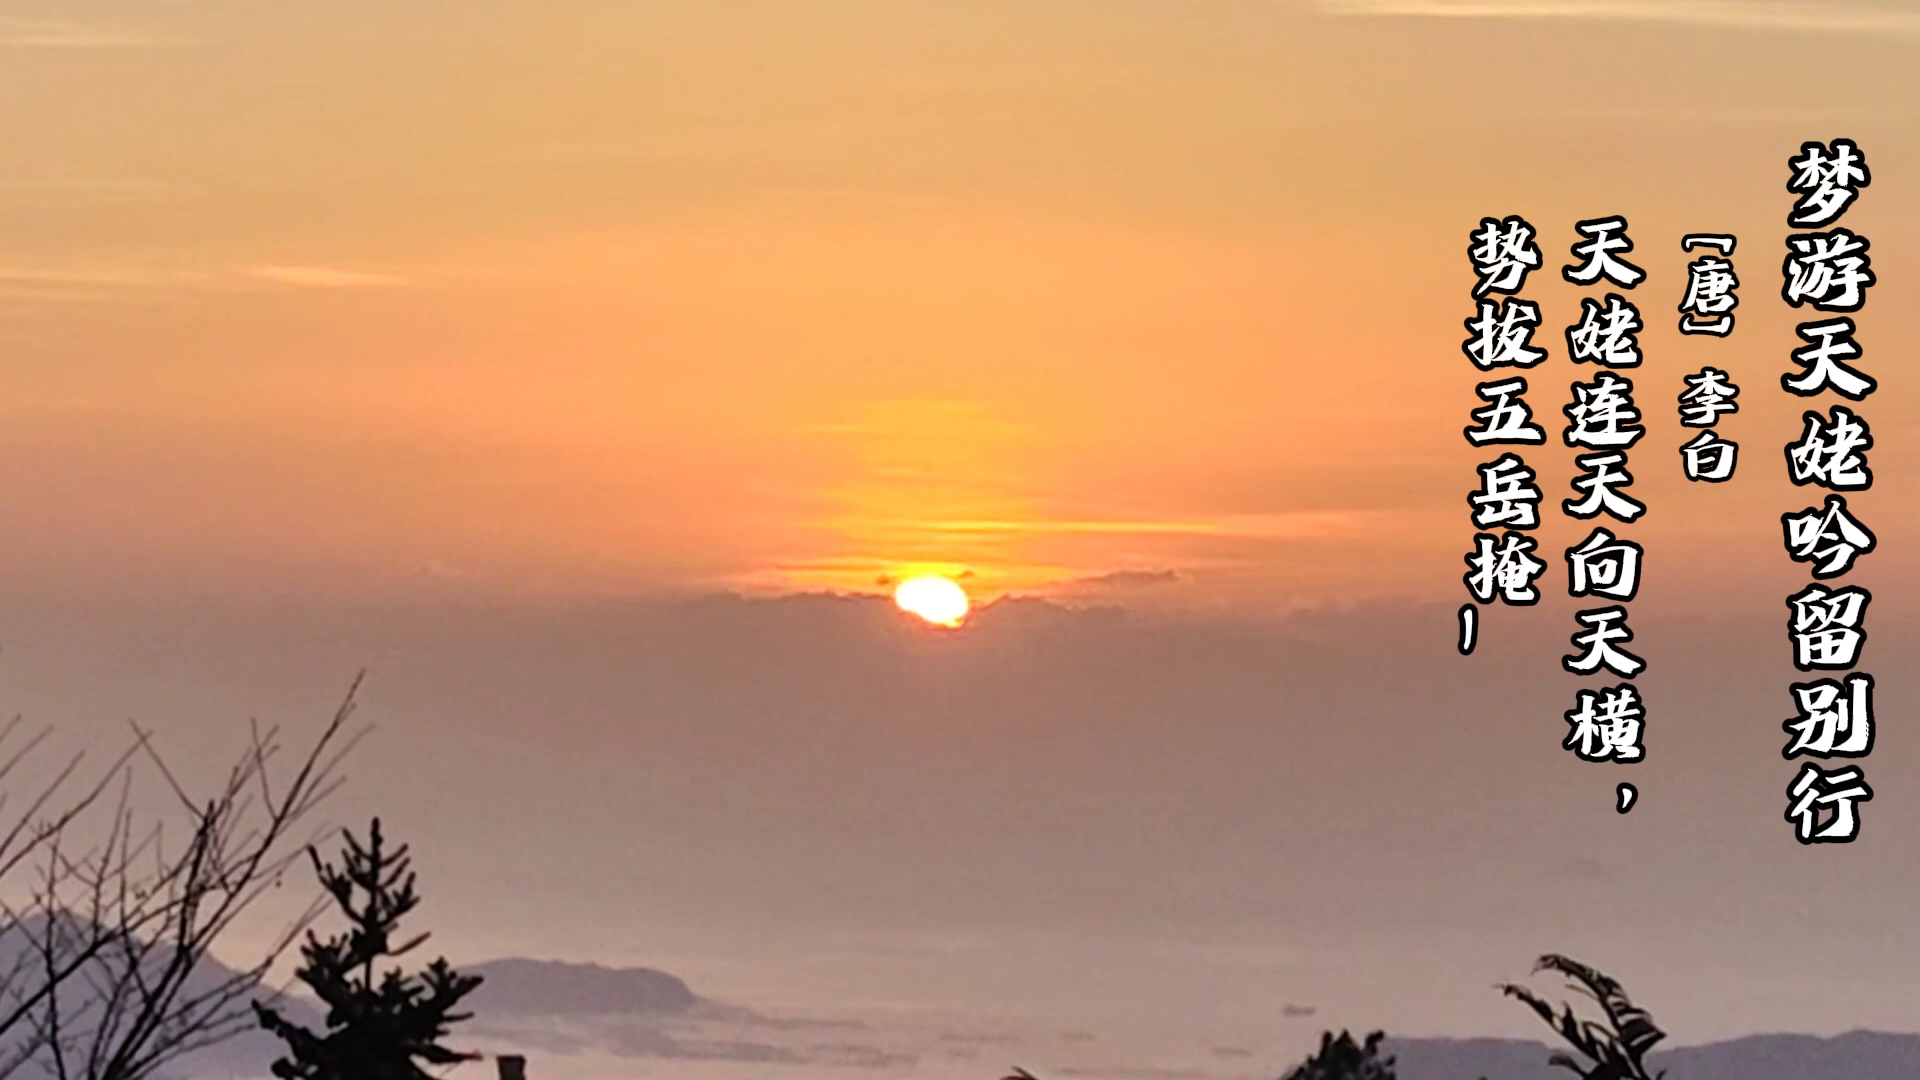 梦游天姥吟留别行
[唐] 李白
天姥连天向天横，
势拔五岳掩